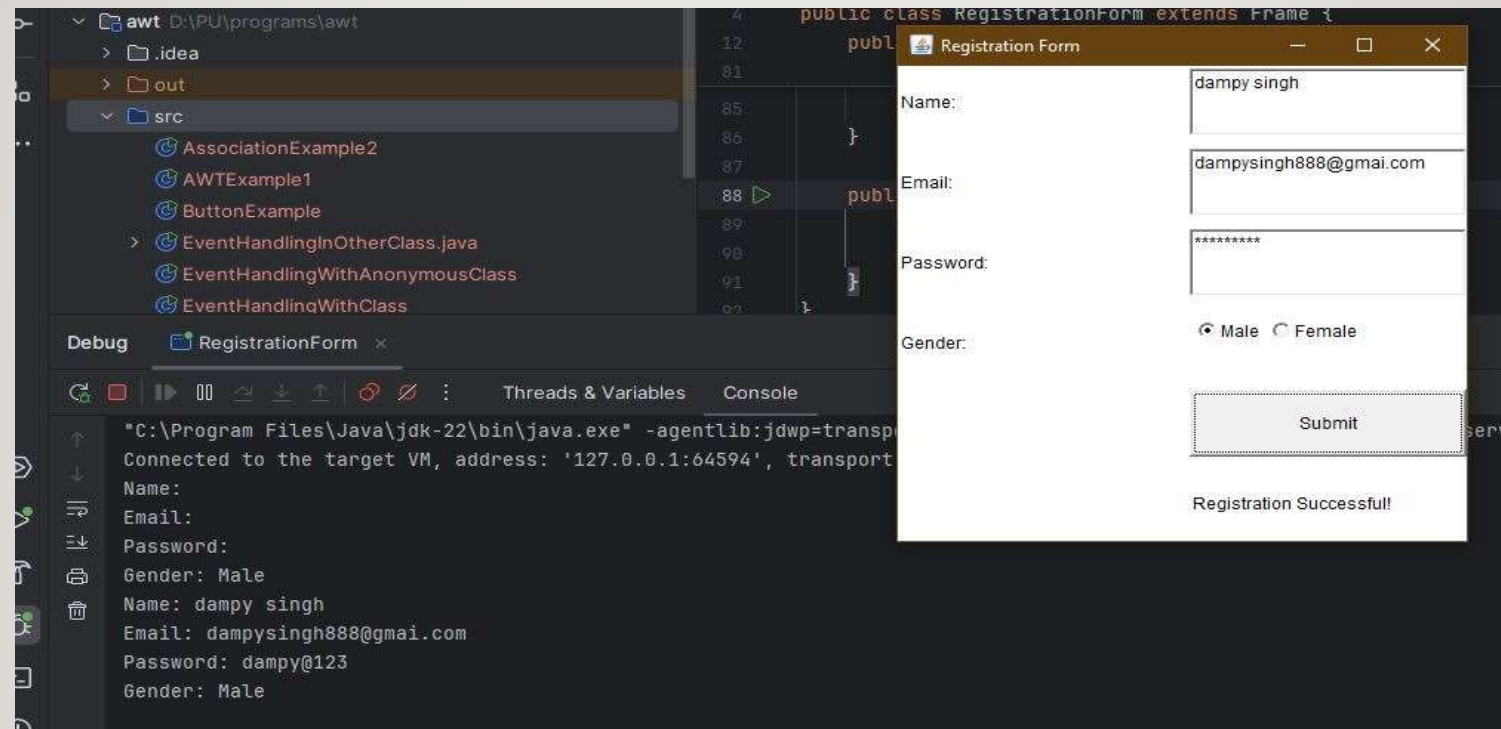 awt D:\PU\programs\awt
.idea
out
src
AssociationExample2
AWTExample1
ButtonExample
EventHandlingInOtherClass.java
EventHandlingWithAnonymousClass
EventHandlingWithClass
4 public class RegistrationForm extends Frame {
12 publ
81
85
86 }
87
88 publ
89
90
91 }
92 }
Registration Form
Name: dampy singh
Email: dampysingh888@gmai.com
Password: *********
Gender: Male Female
Submit
Registration Successful!
Debug RegistrationForm
Threads & Variables Console
"C:\Program Files\Java\jdk-22\bin\java.exe" -agentlib:jdwp=transp
Connected to the target VM, address: '127.0.0.1:64594', transport
Name:
Email:
Password:
Gender: Male
Name: dampy singh
Email: dampysingh888@gmai.com
Password: dampy@123
Gender: Male